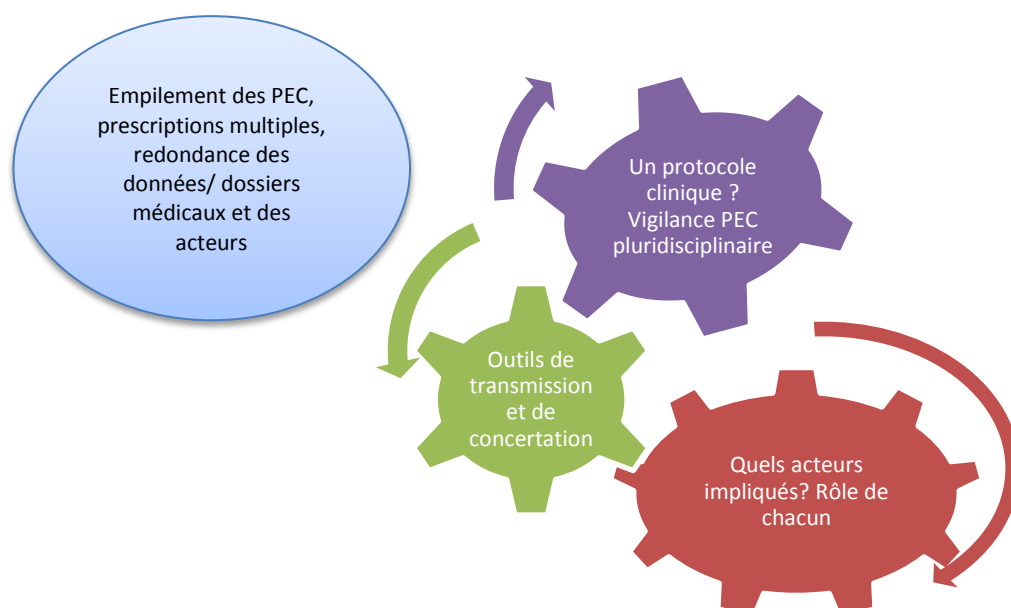 Empilement des PEC,
prescriptions multiples,
redondance des
données/ dossiers
médicaux et des
acteurs
Un protocole
clinique ?
Vigilance PEC
pluridisciplinaire
Outils de
transmission
et de
concertation
Quels acteurs
impliqués? Rôle de
chacun